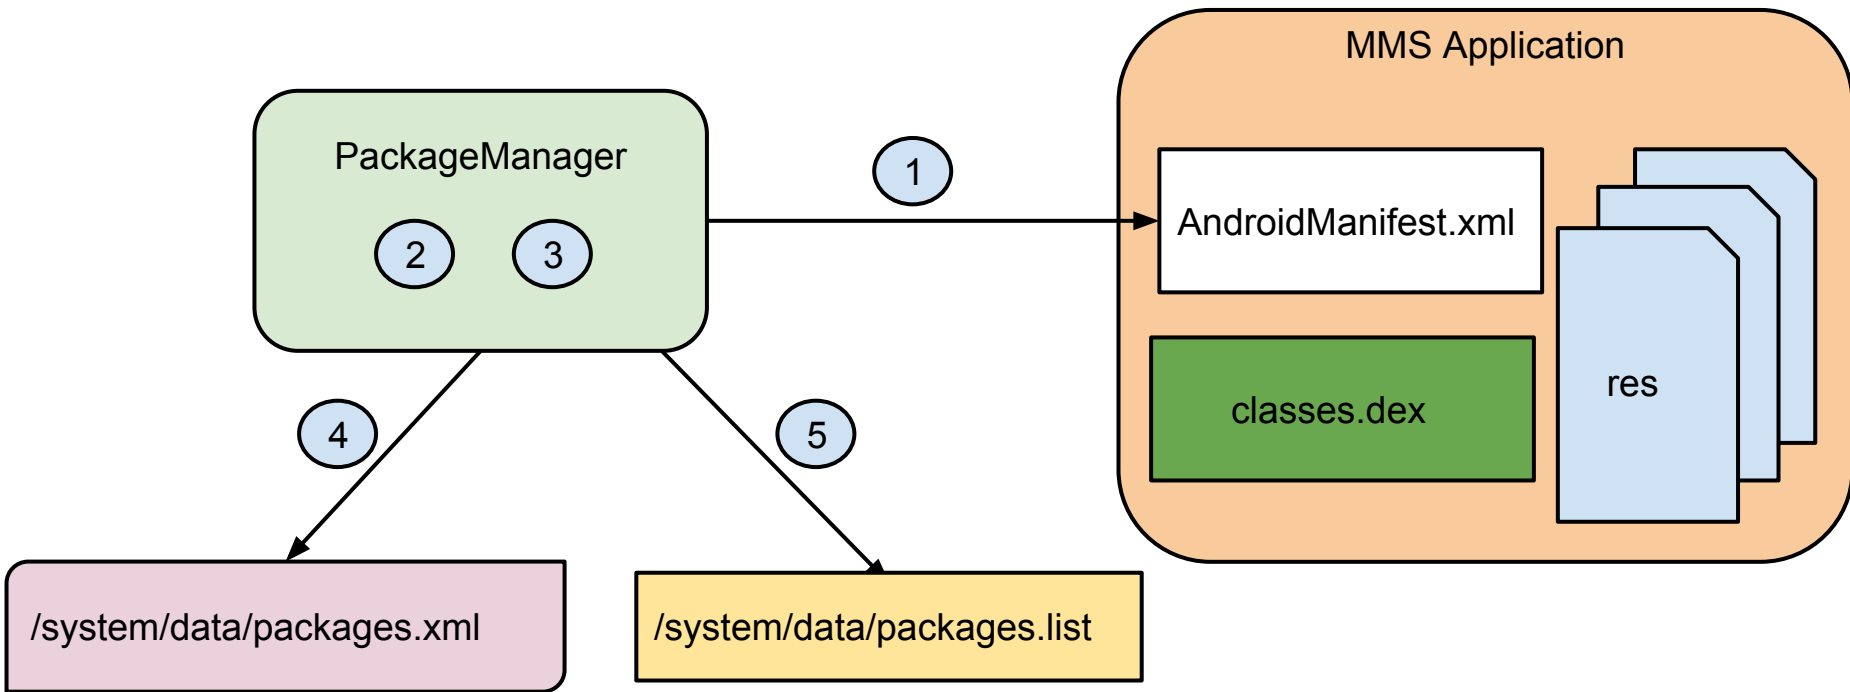 MMS Application
PackageManager
1
AndroidManifest.xml
2 3
classes.dex
res
4
5
/system/data/packages.xml
/system/data/packages.list